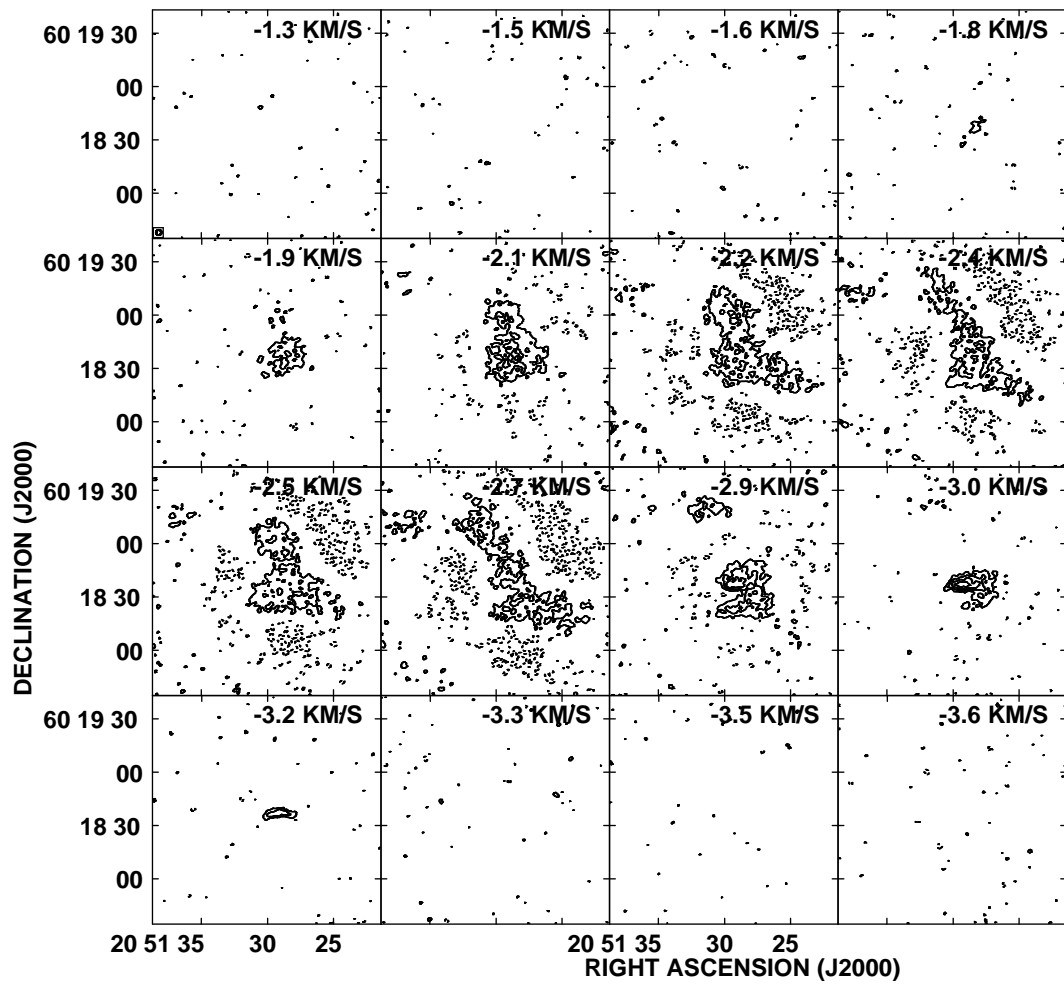 -1.3 KM/S
-1.5 KM/S
-1.6 KM/S
-1.8 KM/S
60 19 30
00
18 30
00
-1.9 KM/S
-2.1 KM/S
-2.2 KM/S
-2.4 KM/S
60 19 30
00
18 30
00
-2.5 KM/S
-2.7 KM/S
-2.9 KM/S
-3.0 KM/S
60 19 30
00
18 30
00
-3.2 KM/S
-3.3 KM/S
-3.5 KM/S
-3.6 KM/S
60 19 30
00
18 30
00
DECLINATION (J2000)
20 51 35 30 25
20 51 35 30 25
RIGHT ASCENSION (J2000)